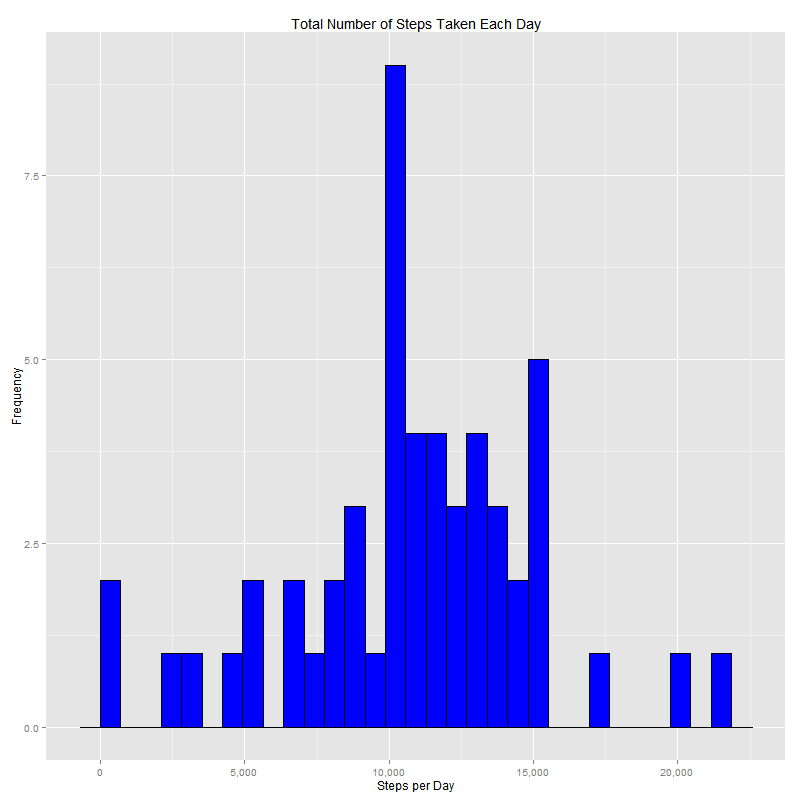 Total Number of Steps Taken Each Day
Frequency
7.5
5.0
2.5
0.0
0 5,000 10,000 15,000 20,000
Steps per Day